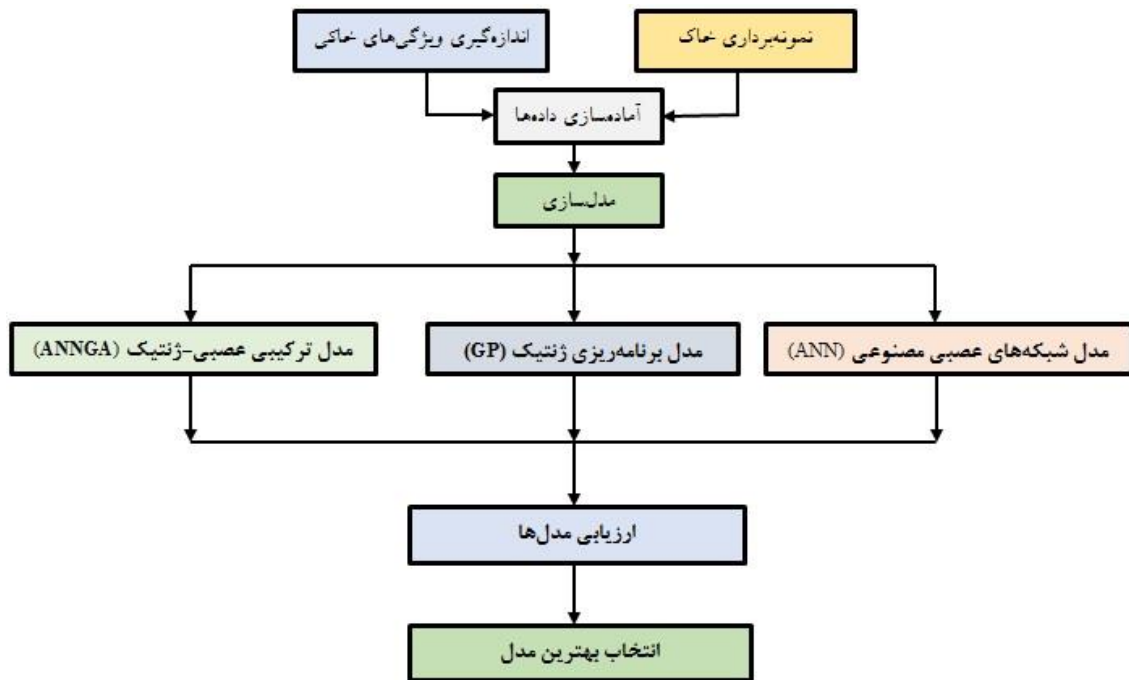 نمونه‌برداری خاک
اندازه‌گیری ویژگی‌های خاکی
آماده‌سازی داده‌ها
مدل‌سازی
مدل شبکه‌های عصبی مصنوعی (ANN)
مدل برنامه‌ریزی ژنتیک (GP)
مدل ترکیبی عصبی-ژنتیک (ANNGA)
ارزیابی مدل‌ها
انتخاب بهترین مدل